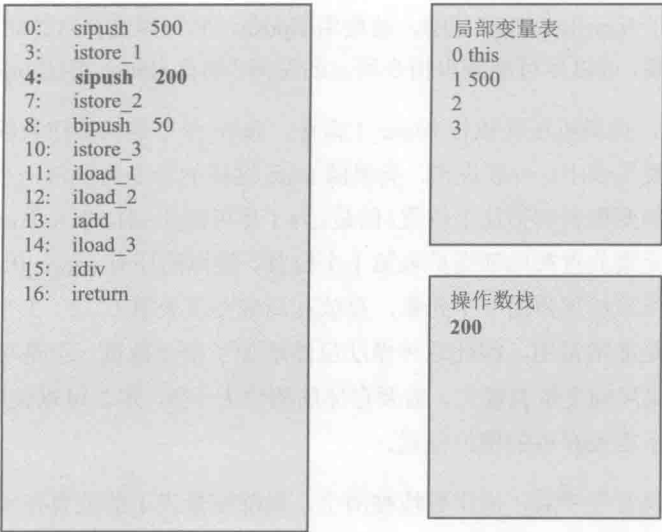 0: sipush 500
3: istore_1
4: sipush 200
7: istore_2
8: bipush 50
10: istore_3
11: iload_1
12: iload_2
13: iadd
14: iload_3
15: idiv
16: ireturn
局部变量表
0 this
1 500
2
3
操作数栈
200